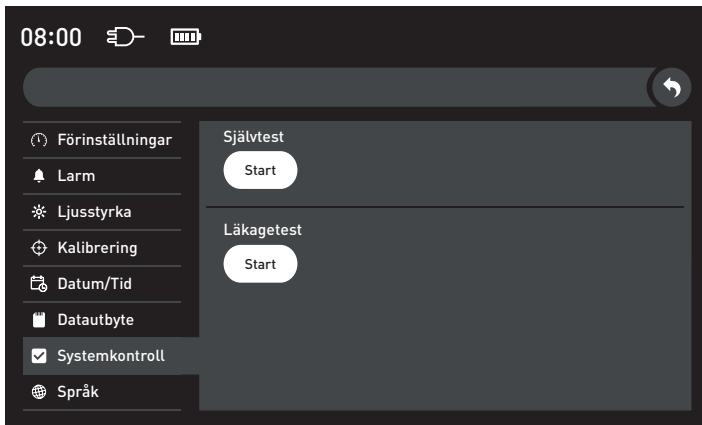 08:00
Förinställningar
Larm
Ljusstyrka
Kalibrering
Datum/Tid
Datautbyte
Systemkontroll
Språk
Självtest
Start
Läkagetest
Start